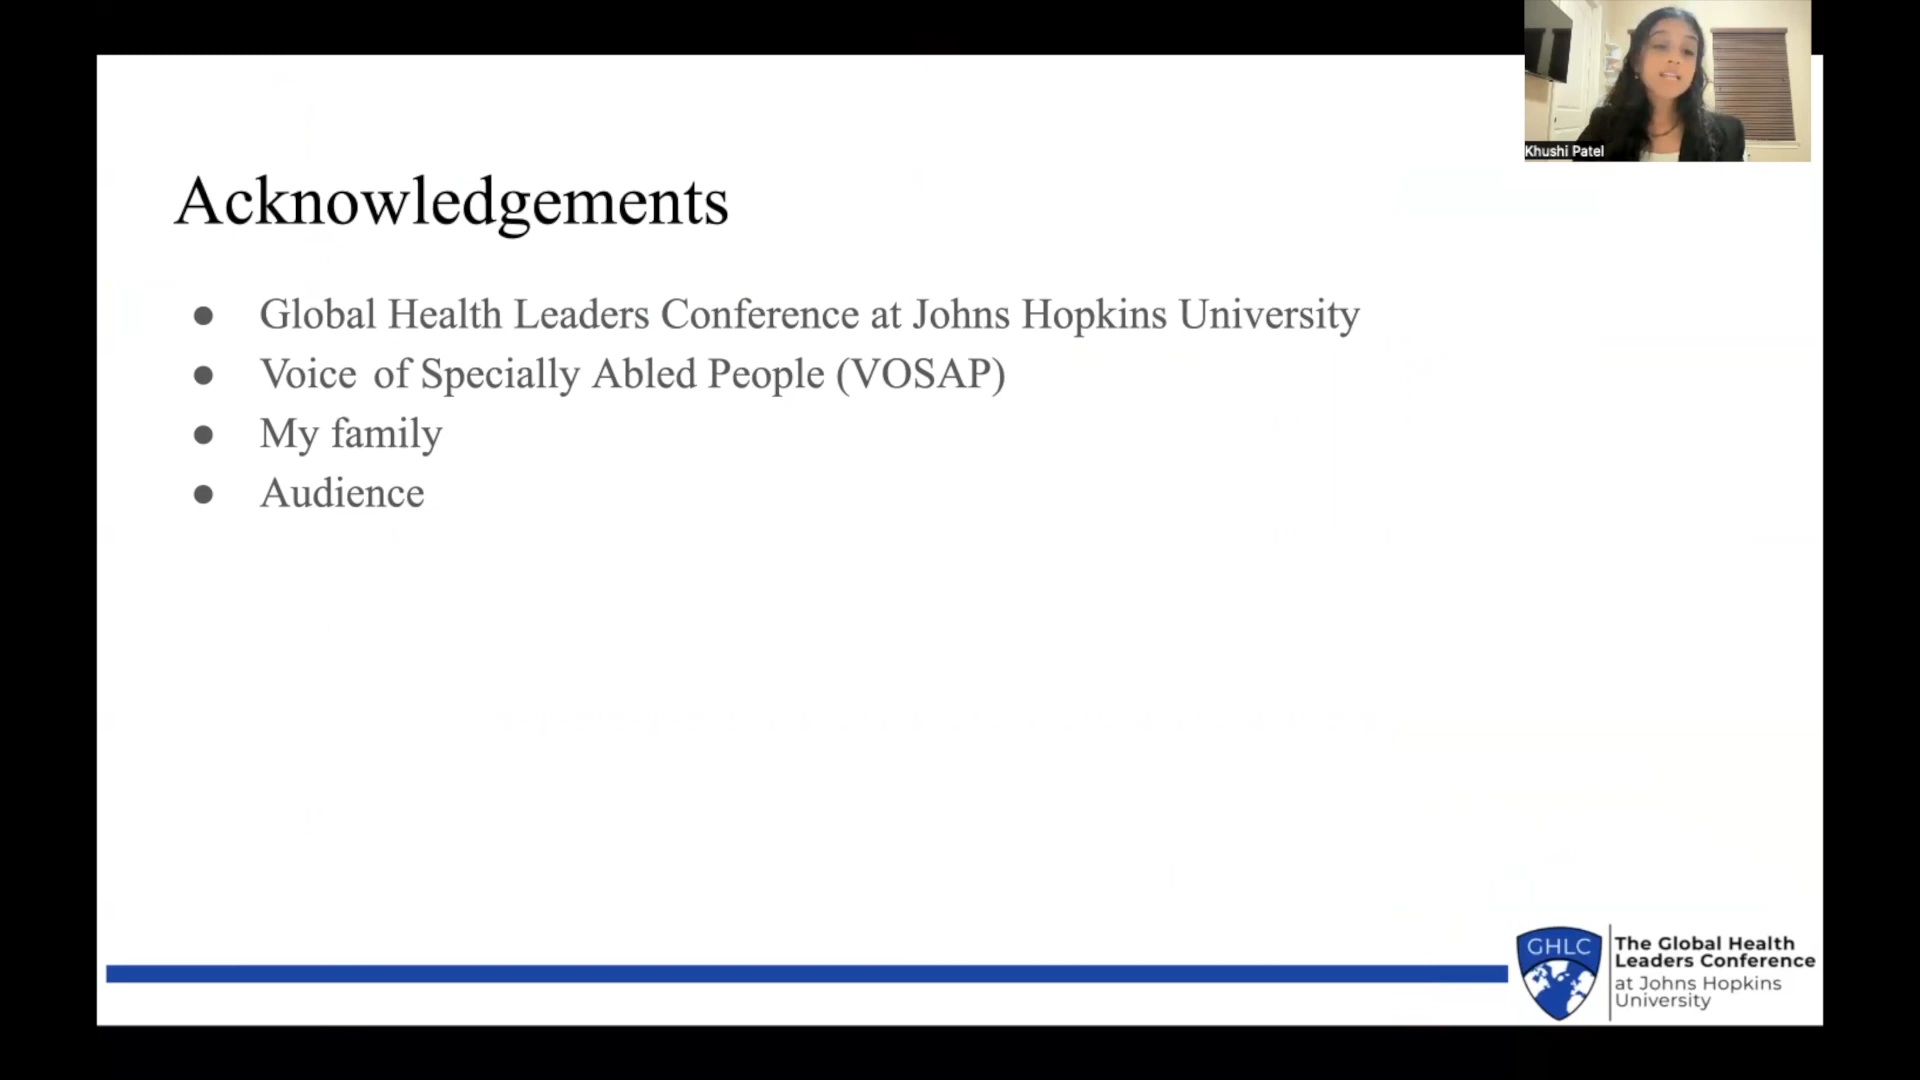 Khushi Patel
Acknowledgements
● Global Health Leaders Conference at Johns Hopkins University
● Voice of Specially Abled People (VOSAP)
● My family
● Audience
GHLC
The Global Health
Leaders Conference
at Johns Hopkins
University